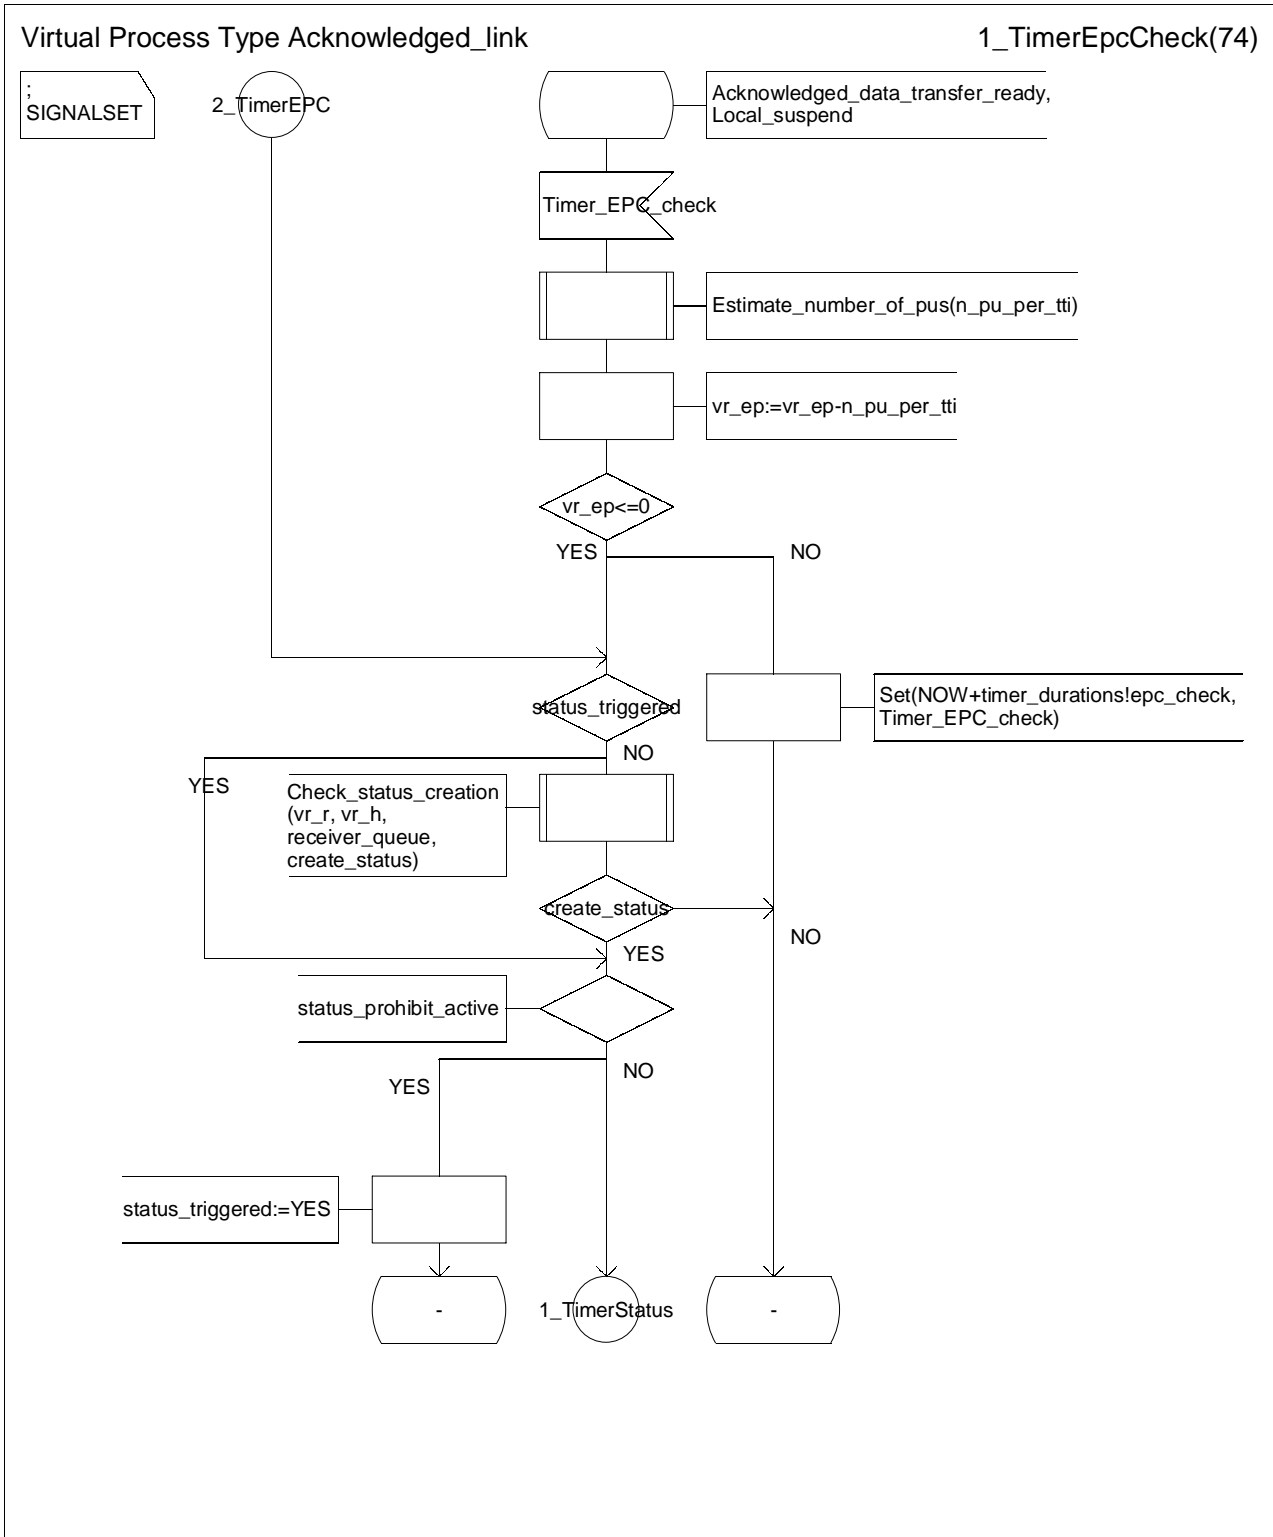 Virtual Process Type Acknowledged_link
1_TimerEpcCheck(74)
;
SIGNALSET
2_TimerEPC
Acknowledged_data_transfer_ready,
Local_suspend
Timer_EPC_check
Estimate_number_of_pus(n_pu_per_tti)
vr_ep:=vr_ep-n_pu_per_tti
vr_ep<=0
YES
NO
status_triggered
Set(NOW+timer_durations!epc_check,
Timer_EPC_check)
NO
YES
Check_status_creation
(vr_r, vr_h,
receiver_queue,
create_status)
create_status
NO
YES
status_prohibit_active
NO
YES
status_triggered:=YES
-
1_TimerStatus
-